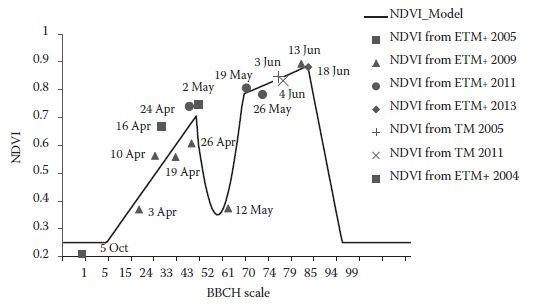 NDVI_Model
NDVI from ETM+ 2005
NDVI from ETM+ 2009
NDVI from ETM+ 2011
NDVI from ETM+ 2013
NDVI from TM 2005
NDVI from TM 2011
NDVI from ETM+ 2004
NDVI
1
0.9
0.8
0.7
0.6
0.5
0.4
0.3
0.2
13 Jun
3 Jun
18 Jun
19 May
4 Jun
2 May
26 May
24 Apr
16 Apr
26 Apr
10 Apr
19 Apr
3 Apr
12 May
5 Oct
1 5 15 24 33 43 52 61 70 74 79 85 94 99
BBCH scale